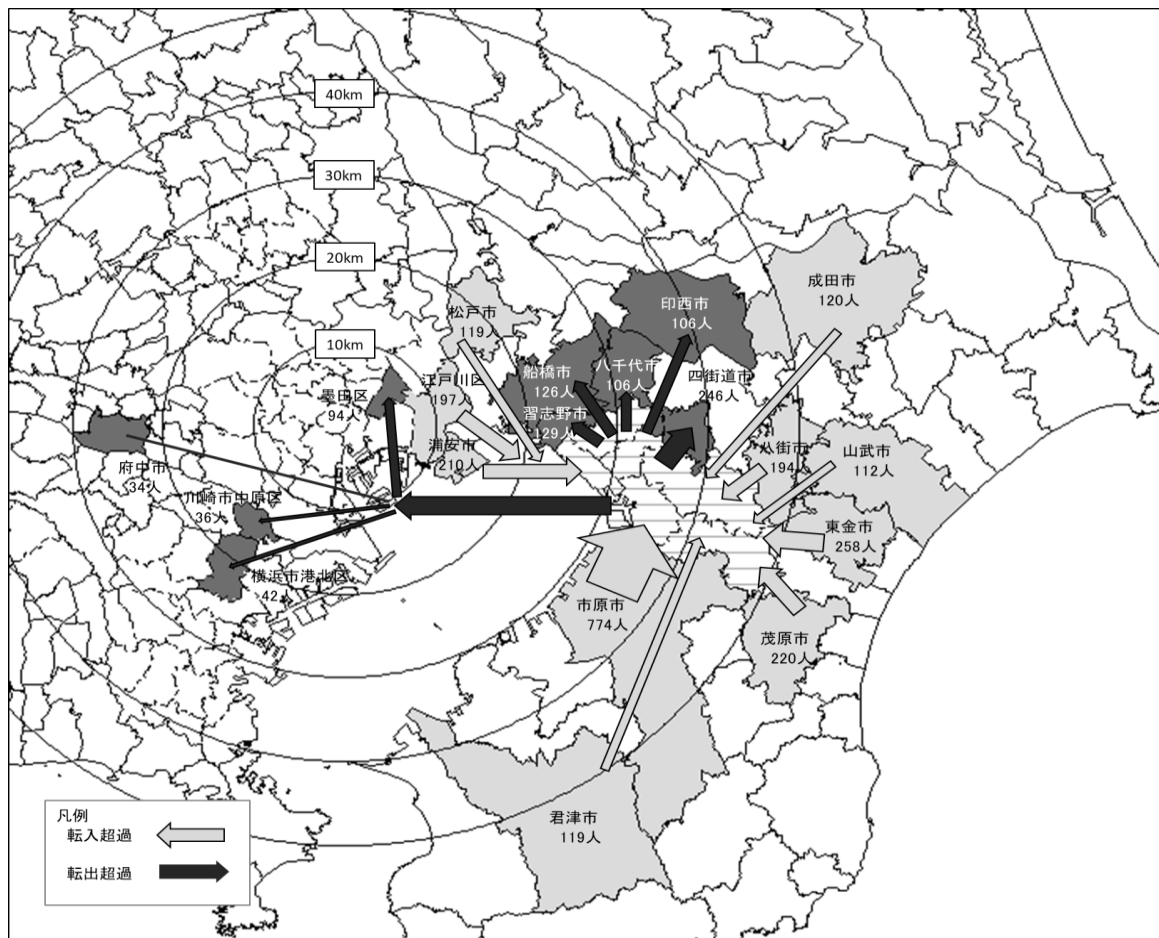 40km
30km
20km
10km
成田市
120人
松戸市
119人
印西市
106人
船橋市
126人
八千代市
106人
四街道市
246人
江戸川区
197人
墨田区
94人
習志野市
129人
浦安市
210人
八街市
194人
山武市
112人
府中市
34人
川崎市中原区
36人
東金市
258人
横浜市港北区
42人
市原市
774人
茂原市
220人
君津市
119人
凡例
転入超過
転出超過